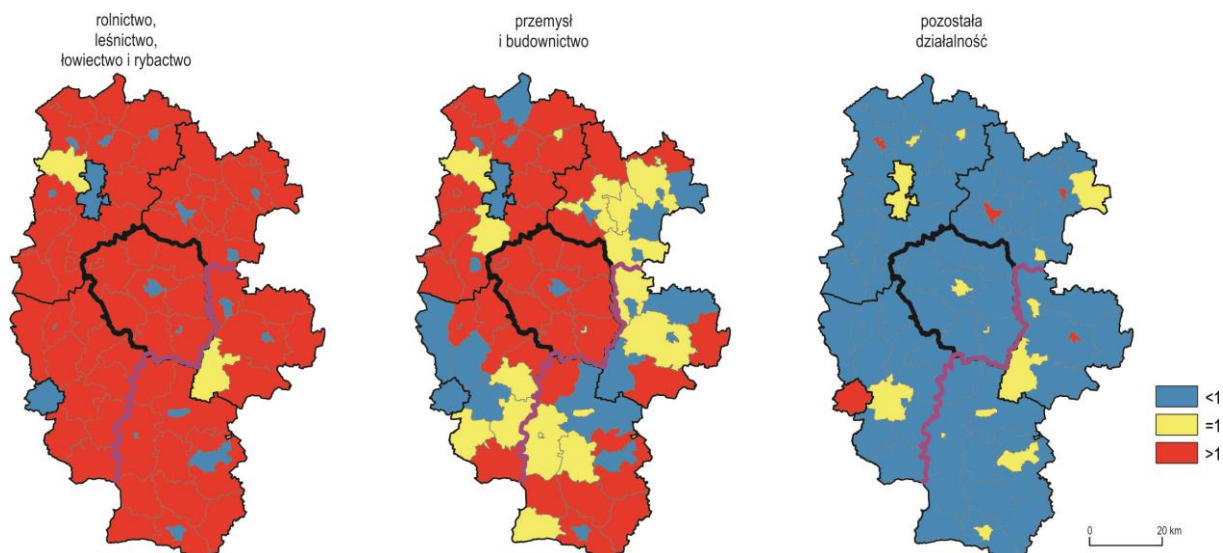 rolnictwo,
leśnictwo,
łowiectwo i rybactwo
przemysł
i budownictwo
pozostała
działalność
<1
=1
>1
0 20 km